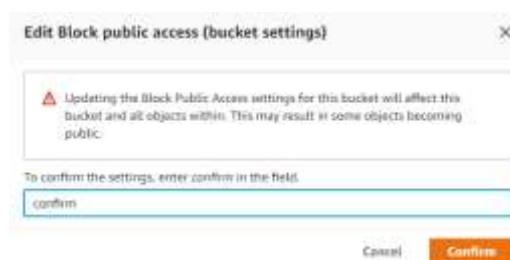 Edit Block public access (bucket settings)
Updating the Block Public Access settings for this bucket will affect this
bucket and all objects within. This may result in some objects becoming
public.
To confirm the settings, enter confirm in the field.
confirm
Cancel
Confirm